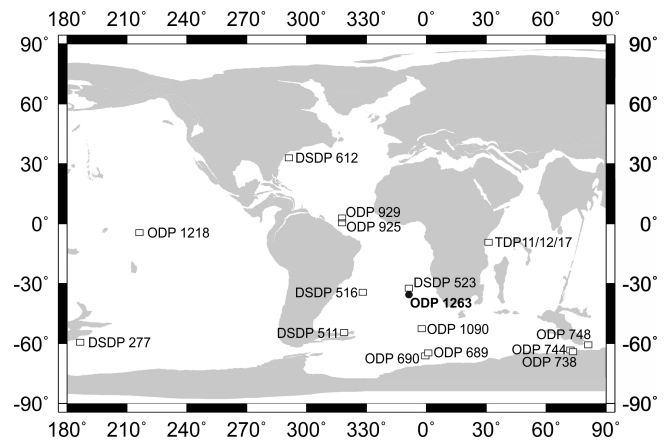 180˚ 210˚ 240˚ 270˚ 300˚ 330˚ 0˚ 30˚ 60˚ 90˚
90˚ 90˚
60˚ 60˚
30˚ 30˚
DSDP 612
ODP 929
0˚ ODP 925 0˚
ODP 1218
TDP11/12/17
-30˚ DSDP 523 -30˚
DSDP 516
ODP 1263
ODP 1090
DSDP 511
DSDP 748
-60˚ DSDP 277 -60˚
ODP 690 ODP 689 ODP 744
ODP 738
-90˚ -90˚
180˚ 210˚ 240˚ 270˚ 300˚ 330˚ 0˚ 30˚ 60˚ 90˚